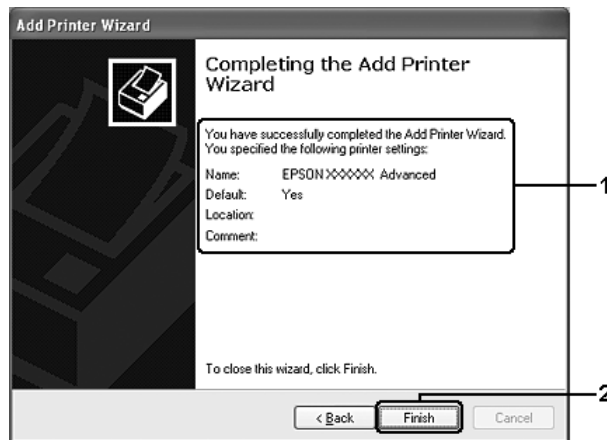 Add Printer Wizard
Completing the Add Printer
Wizard
You have successfully completed the Add Printer Wizard.
You specified the following printer settings:
Name: EPSON XXXXXX Advanced
Default: Yes
Location:
Comment:
1
To close this wizard, click Finish.
2
< Back Finish Cancel